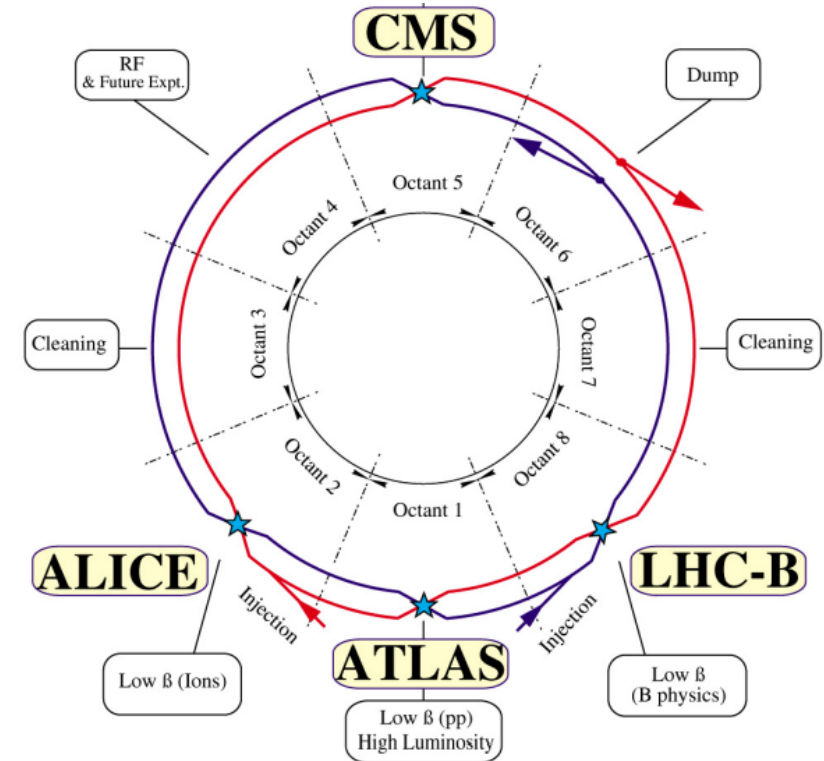 CMS
RF
& Future Expt.
Dump
Octant 5
Octant 4
Octant 6
Cleaning
Octant 3
Octant 7
Cleaning
Octant 2
Octant 8
Octant 1
ALICE
LHC-B
Injection
Injection
ATLAS
Low ß (Ions)
Low ß
(B physics)
Low ß (pp)
High Luminosity